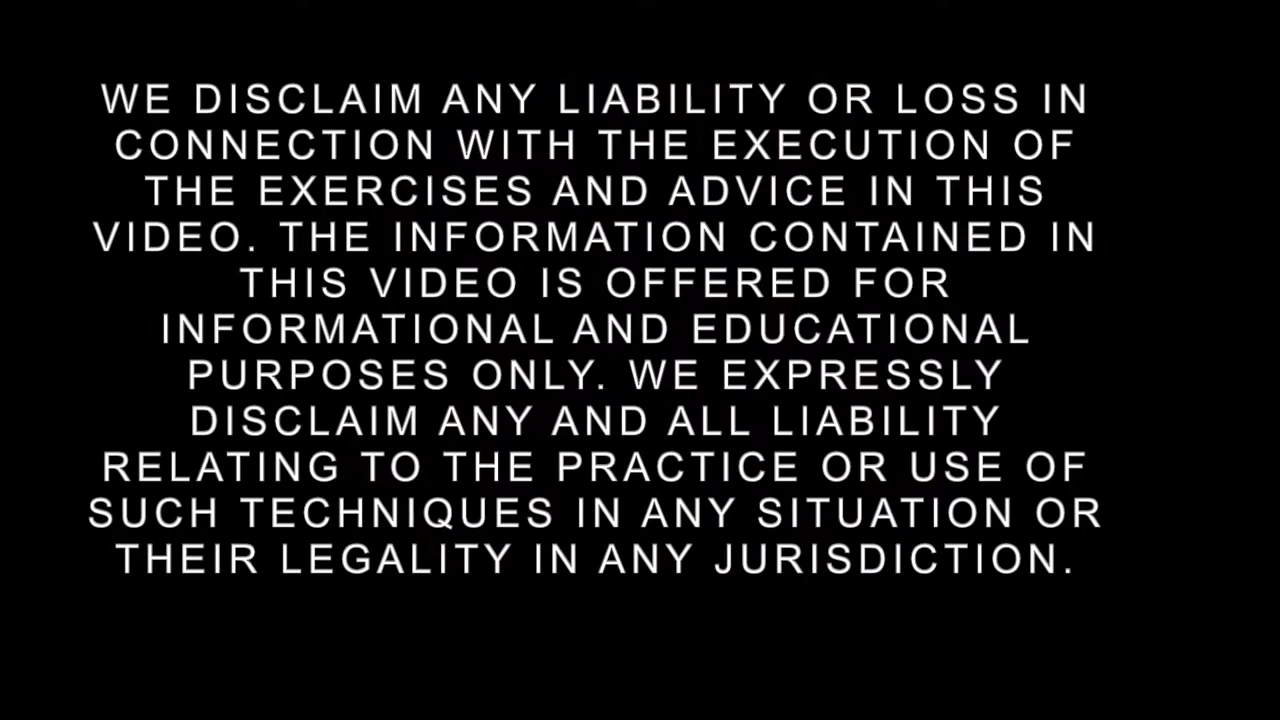 WE DISCLAIM ANY LIABILITY OR LOSS IN
CONNECTION WITH THE EXECUTION OF
THE EXERCISES AND ADVICE IN THIS
VIDEO. THE INFORMATION CONTAINED IN
THIS VIDEO IS OFFERED FOR
INFORMATIONAL AND EDUCATIONAL
PURPOSES ONLY. WE EXPRESSLY
DISCLAIM ANY AND ALL LIABILITY
RELATING TO THE PRACTICE OR USE OF
SUCH TECHNIQUES IN ANY SITUATION OR
THEIR LEGALITY IN ANY JURISDICTION.